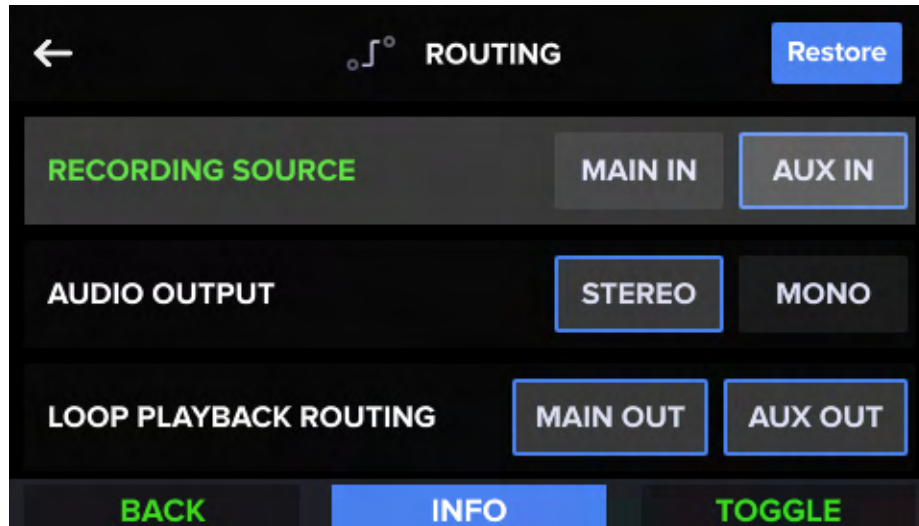 ROUTING Restore
RECORDING SOURCE MAIN IN AUX IN
AUDIO OUTPUT STEREO MONO
LOOP PLAYBACK ROUTING MAIN OUT AUX OUT
BACK INFO TOGGLE